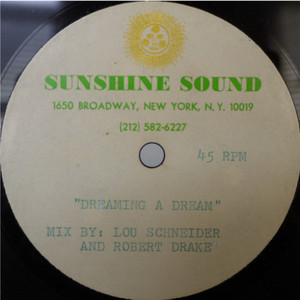 SUNSHINE SOUND
1650 BROADWAY, NEW YORK, N. Y. 10019
(212) 582-6227
45 RPM
"DREAMING A DREAM"
MIX BY: LOU SCHNEIDER
AND ROBERT DRAKE